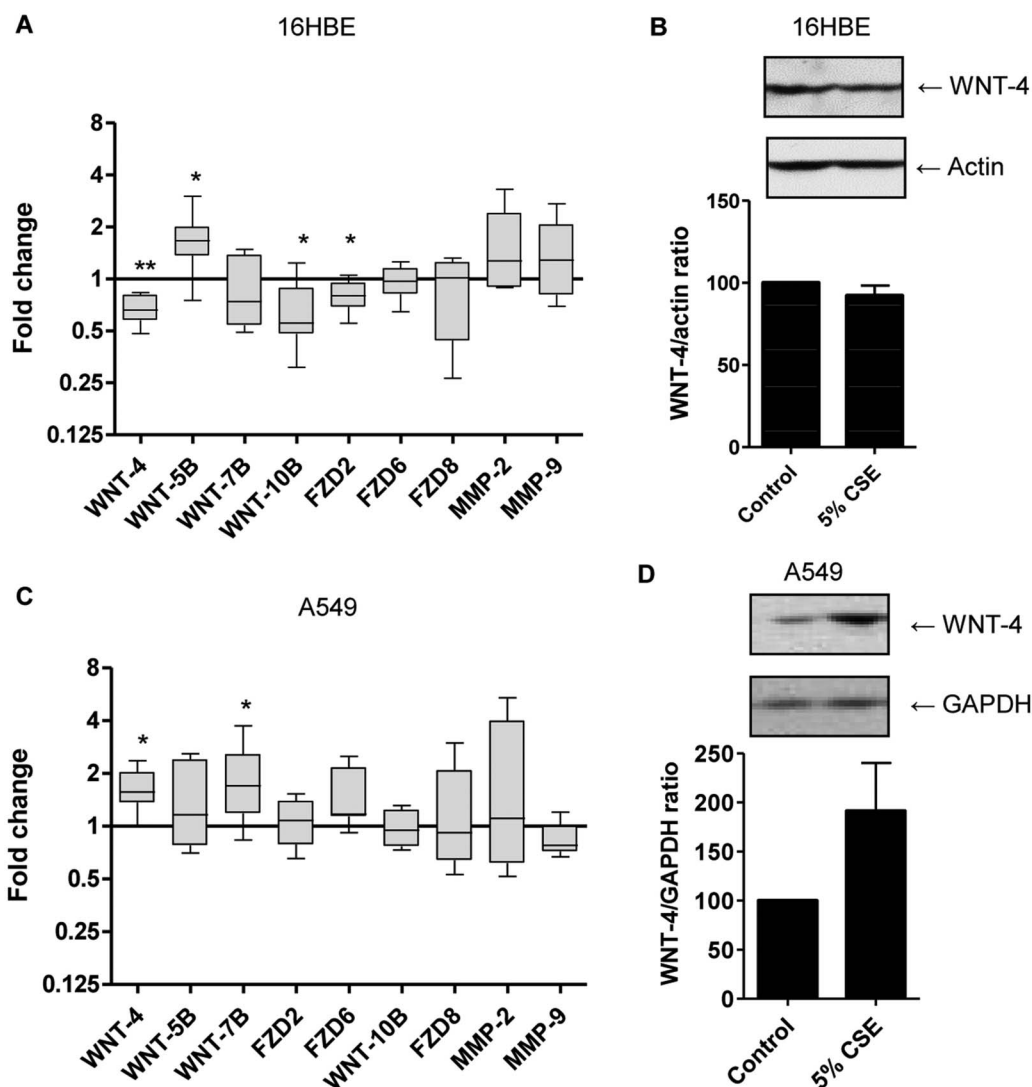 A
16HBE
Fold change
8
4
2
1
0.5
0.25
0.125
**
*
*
*
WNT-4
WNT-5B
WNT-7B
WNT-10B
FZD2
FZD6
FZD8
MMP-2
MMP-9
B
16HBE
← WNT-4
← Actin
WNT-4/actin ratio
150
100
50
0
Control
5% CSE
C
A549
Fold change
8
4
2
1
0.5
0.25
0.125
*
*
WNT-4
WNT-5B
WNT-7B
FZD2
FZD6
WNT-10B
FZD8
MMP-2
MMP-9
D
A549
← WNT-4
← GAPDH
WNT-4/GAPDH ratio
250
200
150
100
50
0
Control
5% CSE